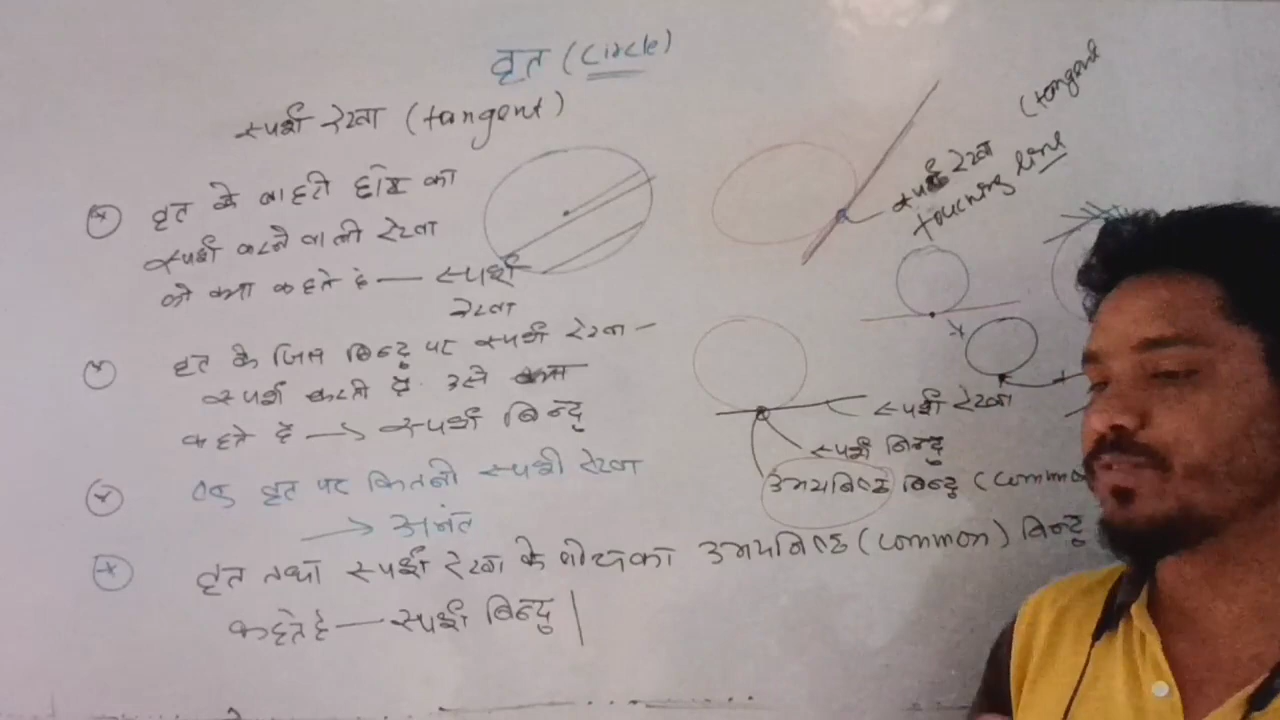 वृत (Circle)
स्पर्श रेखा (tangent)
वृत के बाहरी
स्पर्श करने वाली रेखा
को क्या कहते है — स्पर्श
रेखा
वृत के जिस बिन्दु पर स्पर्श रेखा —
स्पर्श करती है उसे
कहते है → स्पर्श बिन्दु
एक वृत पर कितनी स्पर्श रेखा
→ अनंत
वृत तथा स्पर्श रेखा के बीच का उभयनिष्ठ (common) बिन्दु
कहते है — स्पर्श बिन्दु
(tangent
स्पर्श रेखा
touching line
स्पर्श रेखा
स्पर्श बिन्दु
उभयनिष्ठ बिन्दु (Commo